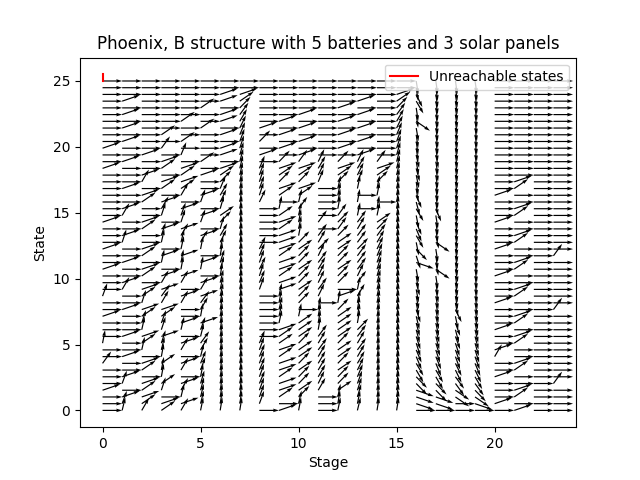 Phoenix, B structure with 5 batteries and 3 solar panels
Unreachable states
25
20
15
10
5
0
State
0 5 10 15 20
Stage